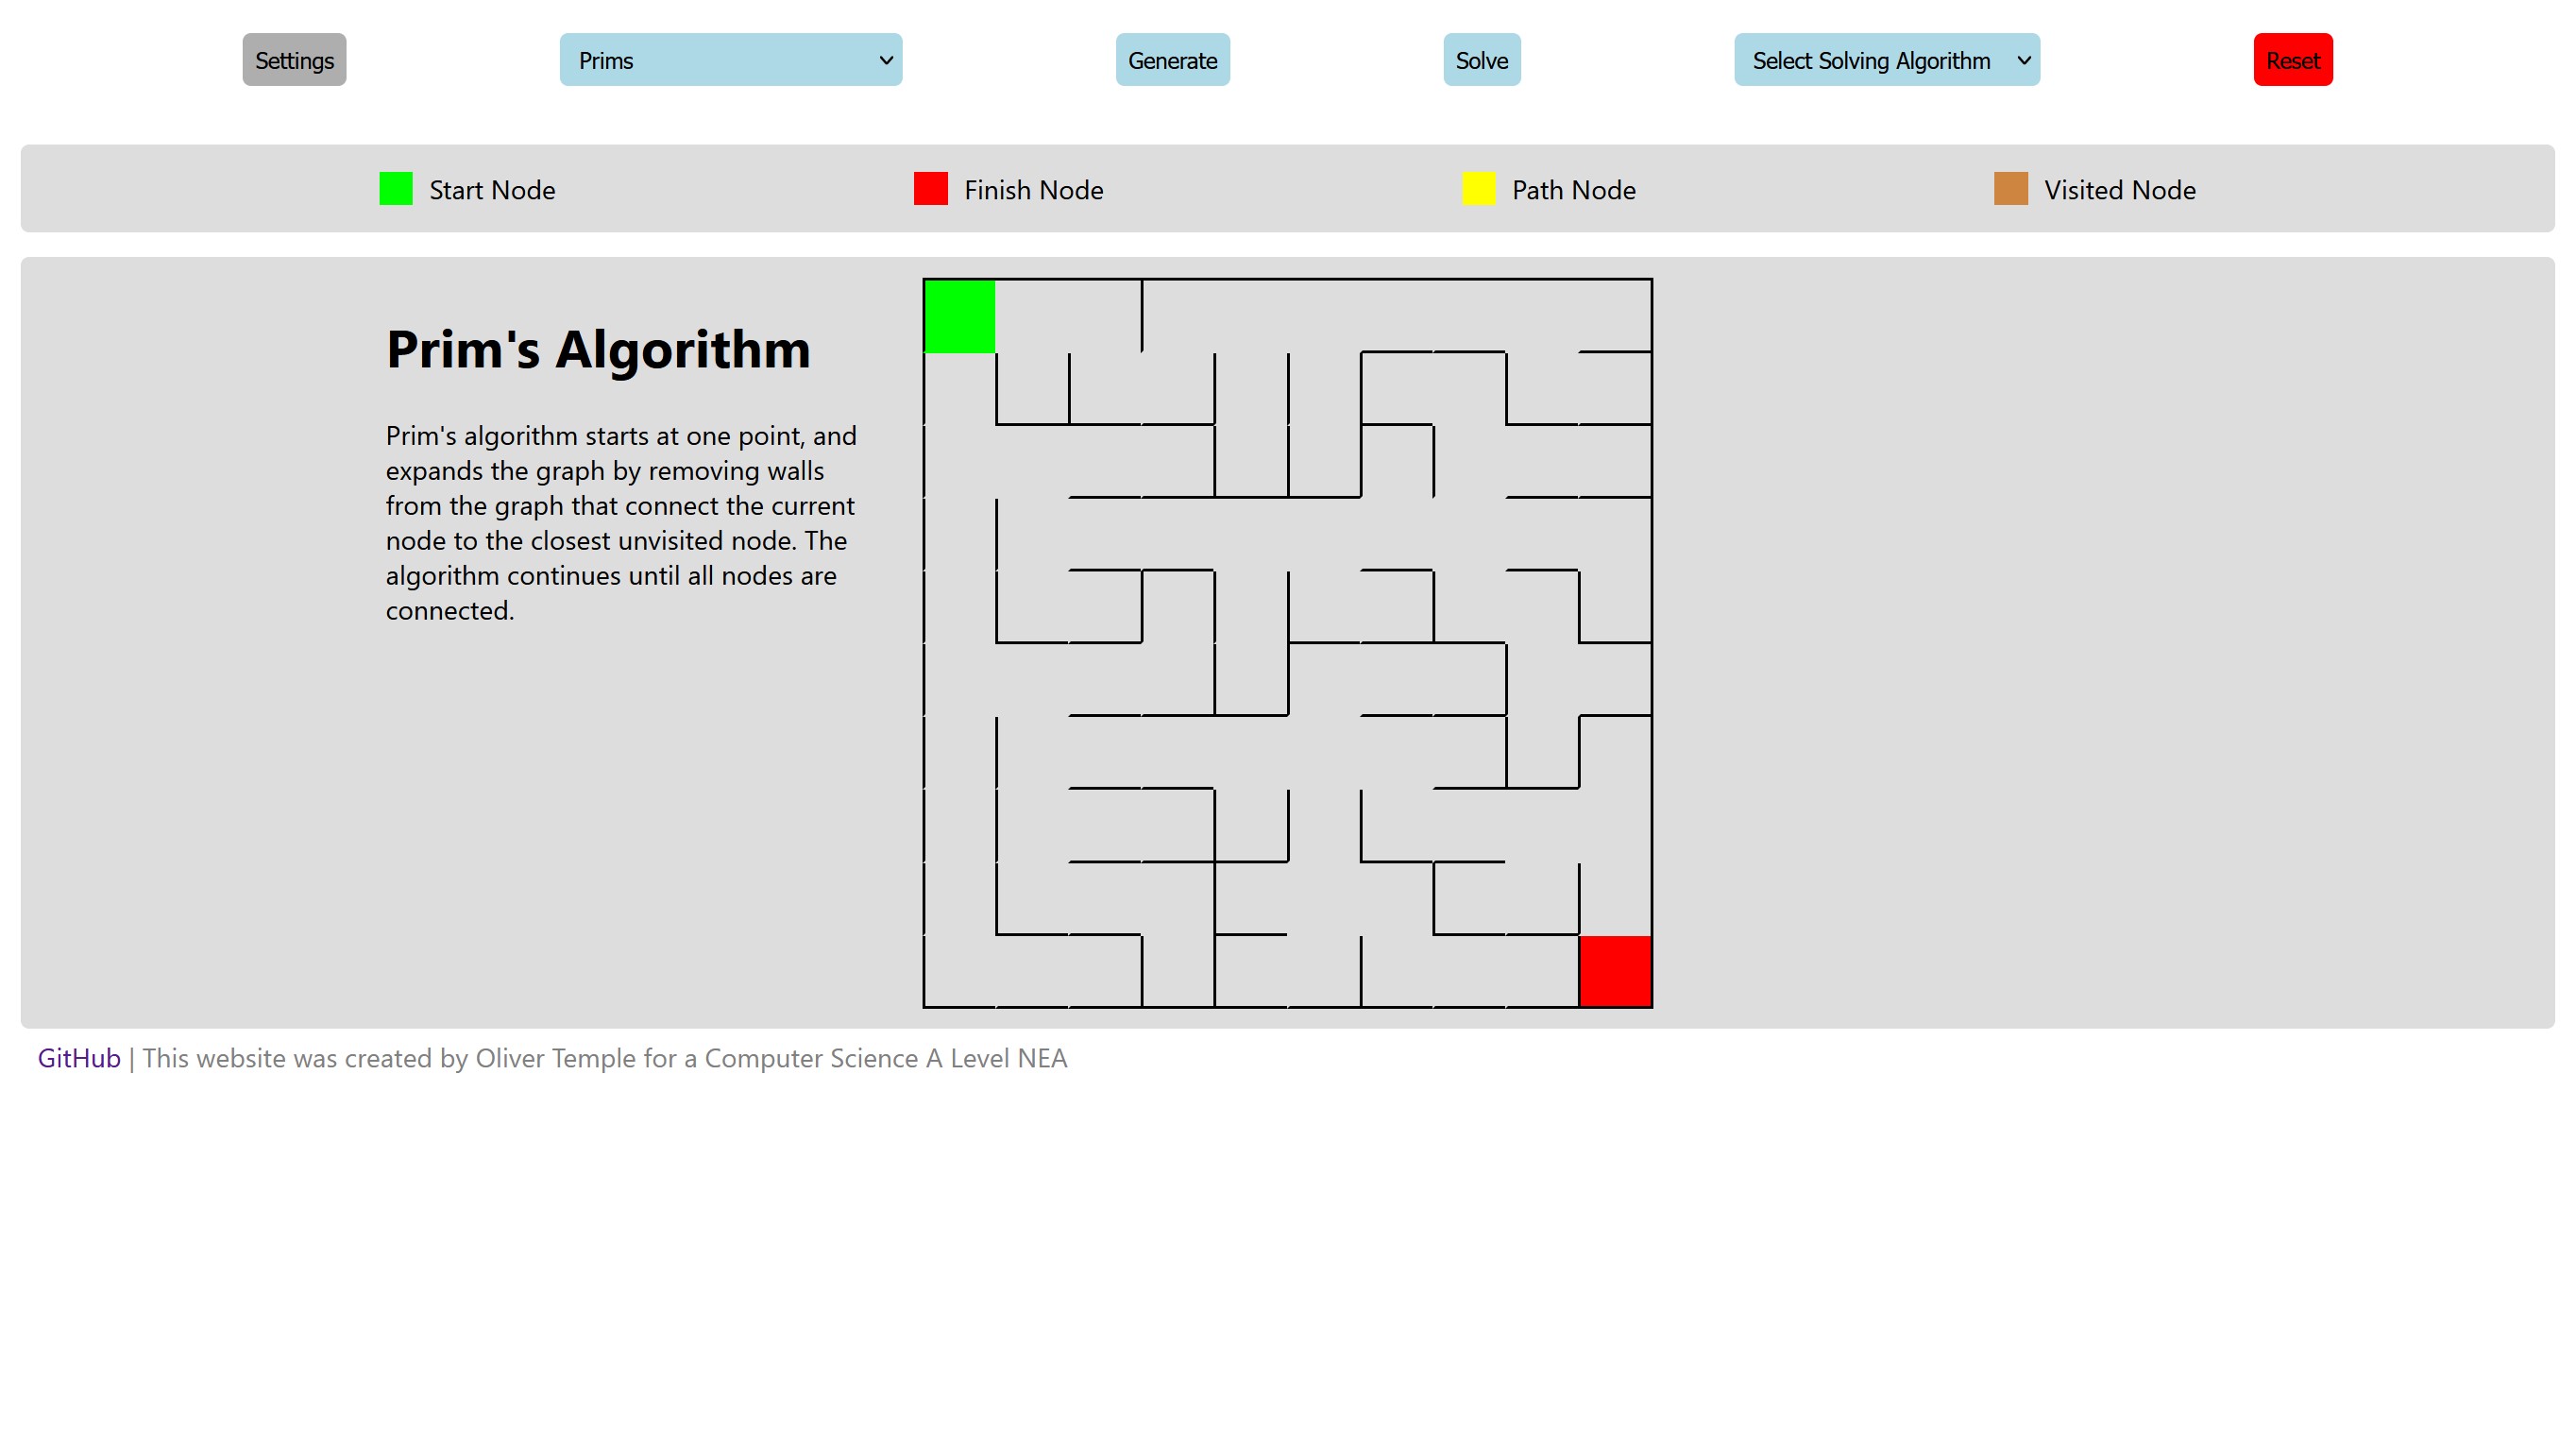 Settings
Prims
Generate
Solve
Select Solving Algorithm
Reset
Start Node
Finish Node
Path Node
Visited Node
Prim's Algorithm
Prim's algorithm starts at one point, and
expands the graph by removing walls
from the graph that connect the current
node to the closest unvisited node. The
algorithm continues until all nodes are
connected.
GitHub | This website was created by Oliver Temple for a Computer Science A Level NEA